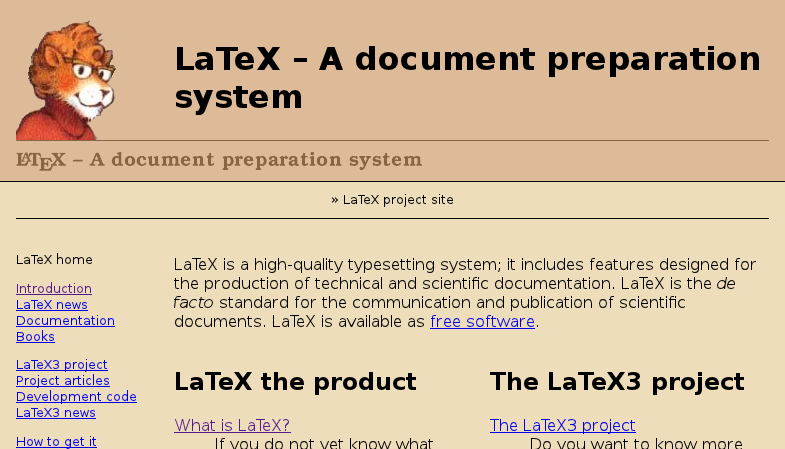 LaTeX – A document preparation
system
LATEX – A document preparation system
» LaTeX project site
LaTeX home
Introduction
LaTeX news
Documentation
Books
LaTeX3 project
Project articles
Development code
LaTeX3 news
How to get it
LaTeX is a high-quality typesetting system; it includes features designed for
the production of technical and scientific documentation. LaTeX is the de
facto standard for the communication and publication of scientific
documents. LaTeX is available as free software.
LaTeX the product
What is LaTeX?
If you do not yet know what
The LaTeX3 project
The LaTeX3 project
Do you want to know more